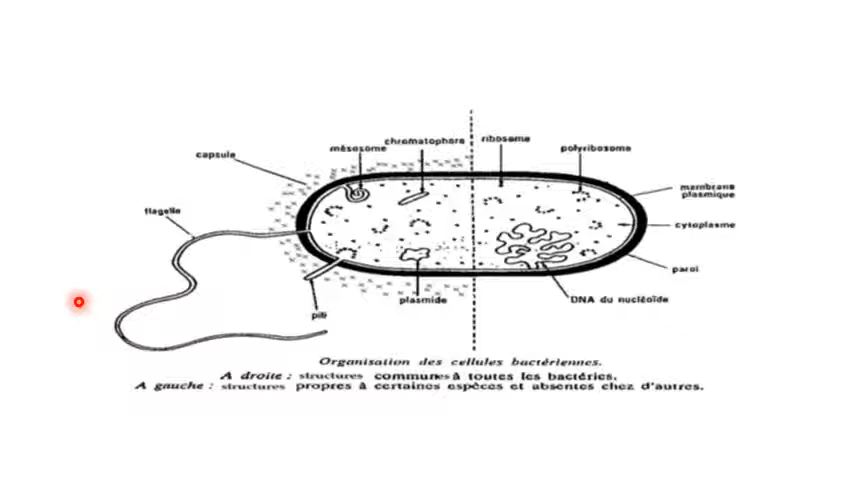 chromatophore
ribosome
mésosome
polyribosome
capsule
membrane
plasmique
flagelle
cytoplasme
paroi
plasmide
DNA du nucléoïde
pili
Organisation des cellules bactériennes.
A droite : structures communes à toutes les bactéries.
A gauche : structures propres à certaines espèces et absentes chez d'autres.